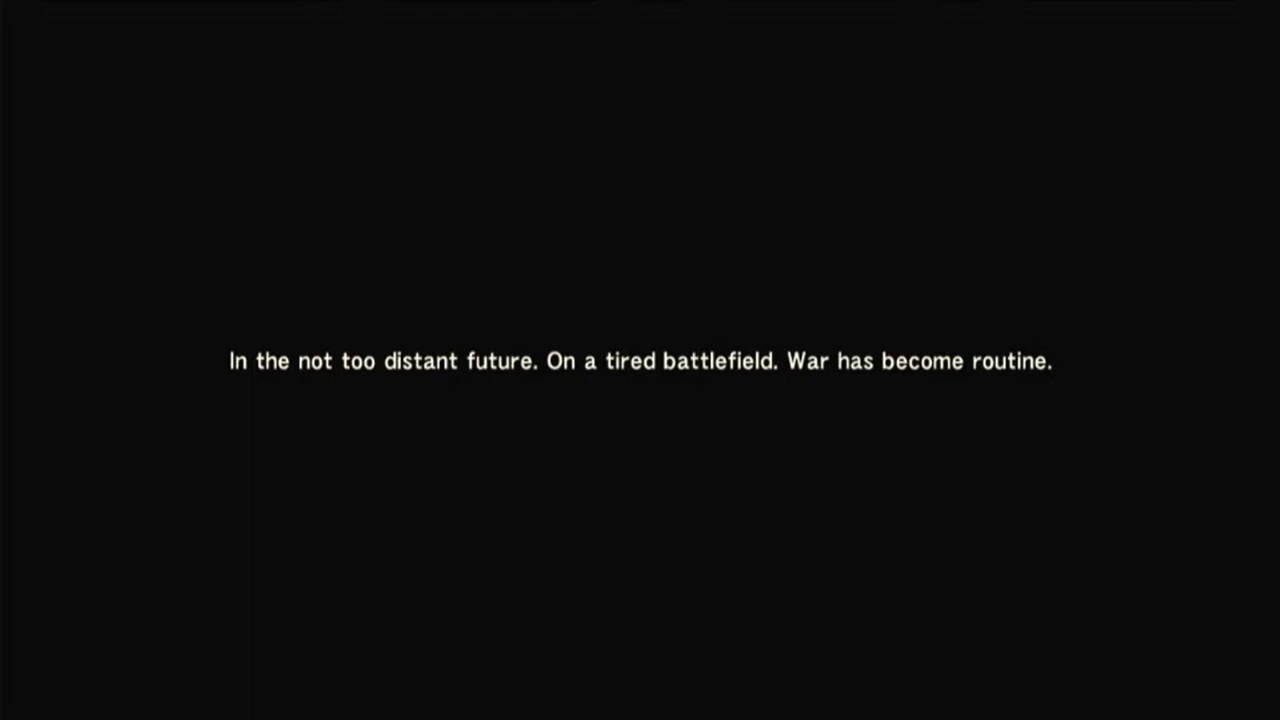 In the not too distant future. On a tired battlefield. War has become routine.